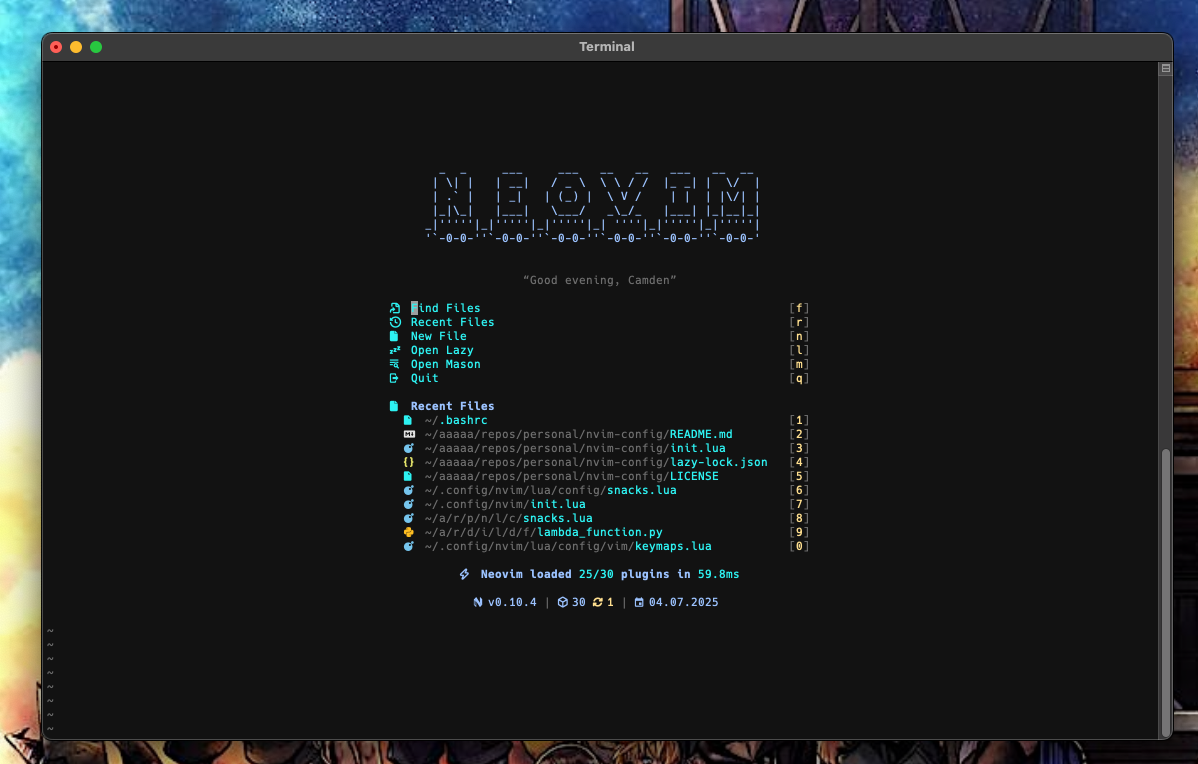 Terminal
NEOVIM
“Good evening, Camden”
Find Files [f]
Recent Files [r]
New File [n]
Open Lazy [l]
Open Mason [m]
Quit [q]
Recent Files
~/.bashrc [1]
~/aaaaa/repos/personal/nvim-config/README.md [2]
~/aaaaa/repos/personal/nvim-config/init.lua [3]
{} ~/aaaaa/repos/personal/nvim-config/lazy-lock.json [4]
~/aaaaa/repos/personal/nvim-config/LICENSE [5]
~/.config/nvim/lua/config/snacks.lua [6]
~/.config/nvim/init.lua [7]
~/a/r/p/n/l/c/snacks.lua [8]
~/a/r/d/i/l/d/f/lambda_function.py [9]
~/.config/nvim/lua/config/vim/keymaps.lua [0]
Neovim loaded 25/30 plugins in 59.8ms
v0.10.4 | 30 1 | 04.07.2025
~
~
~
~
~
~
~
~